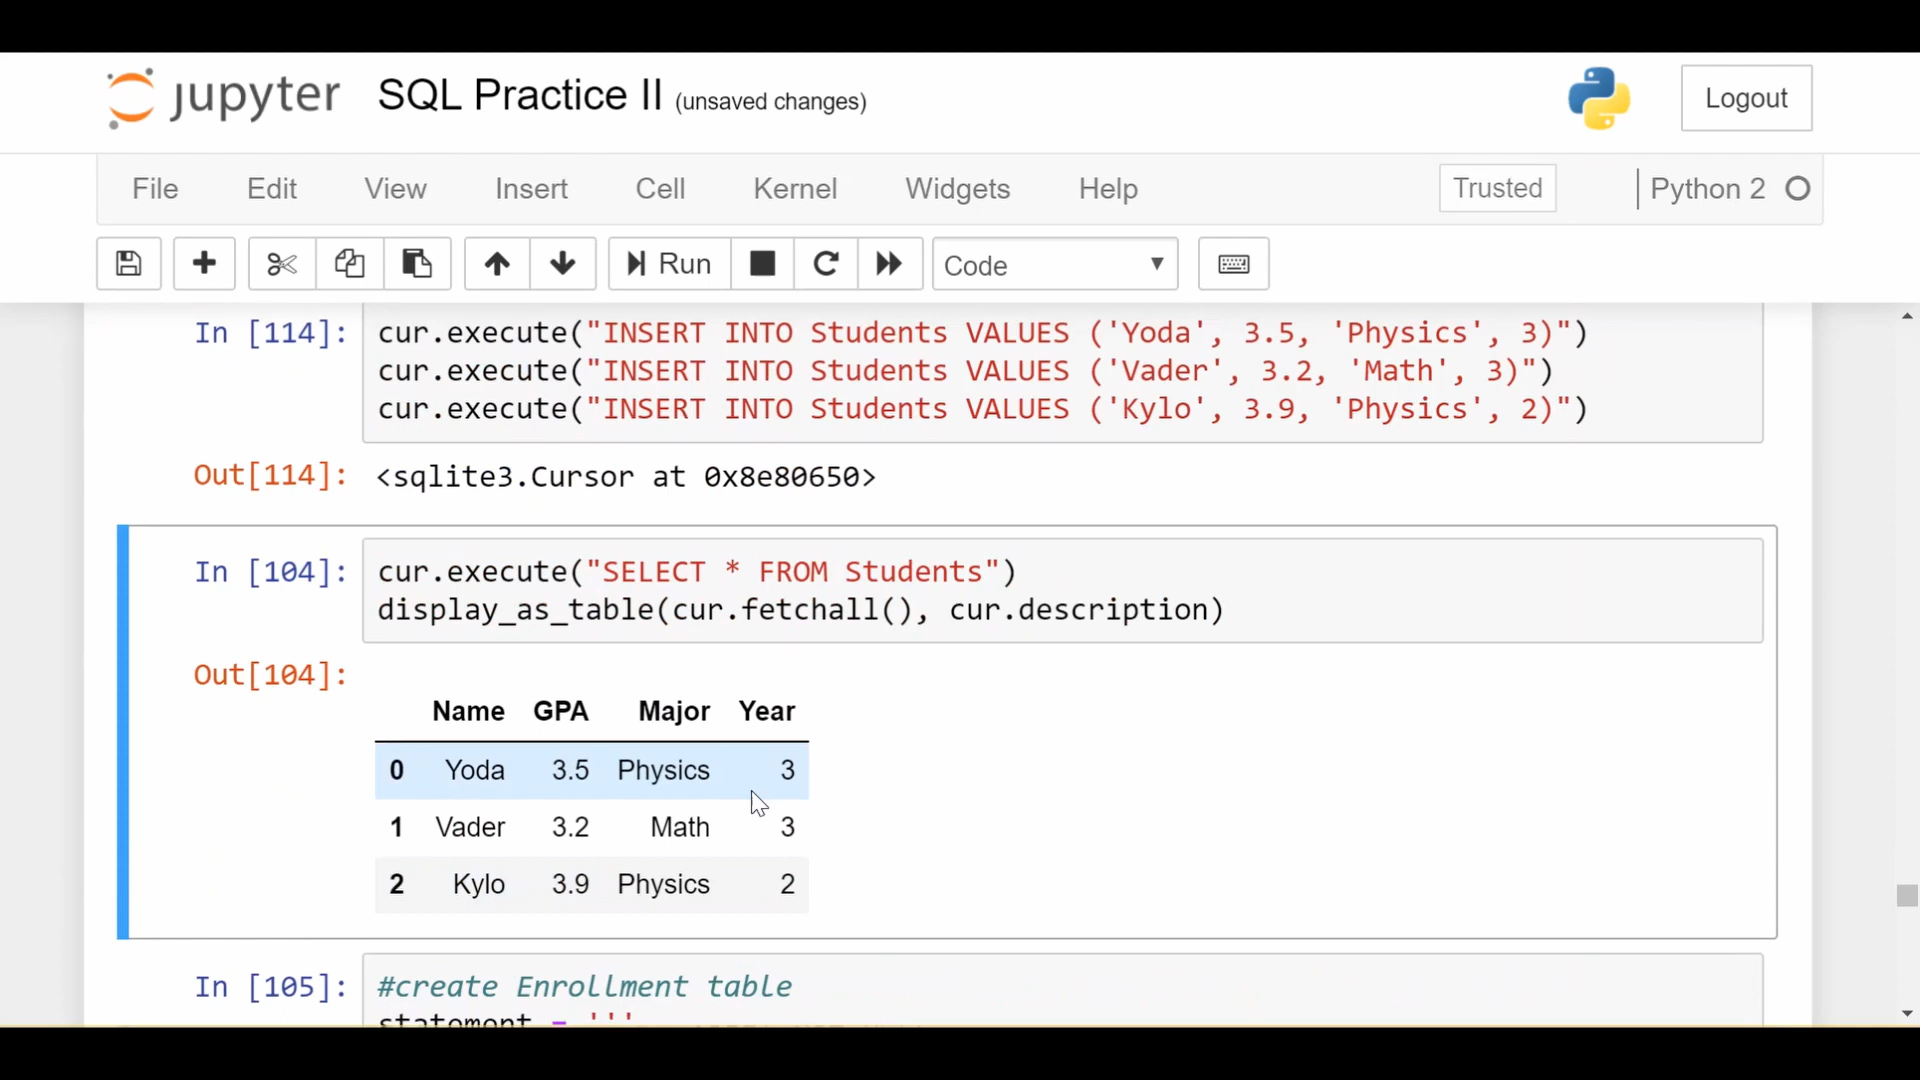 jupyter SQL Practice II (unsaved changes) Logout
File Edit View Insert Cell Kernel Widgets Help Trusted Python 2
Run Code
In [114]: cur.execute("INSERT INTO Students VALUES ('Yoda', 3.5, 'Physics', 3)")
cur.execute("INSERT INTO Students VALUES ('Vader', 3.2, 'Math', 3)")
cur.execute("INSERT INTO Students VALUES ('Kylo', 3.9, 'Physics', 2)")
Out[114]: <sqlite3.Cursor at 0x8e80650>
In [104]: cur.execute("SELECT * FROM Students")
display_as_table(cur.fetchall(), cur.description)
Out[104]:
Name GPA Major Year
0 Yoda 3.5 Physics 3
1 Vader 3.2 Math 3
2 Kylo 3.9 Physics 2
In [105]: #create Enrollment table
statement = '''